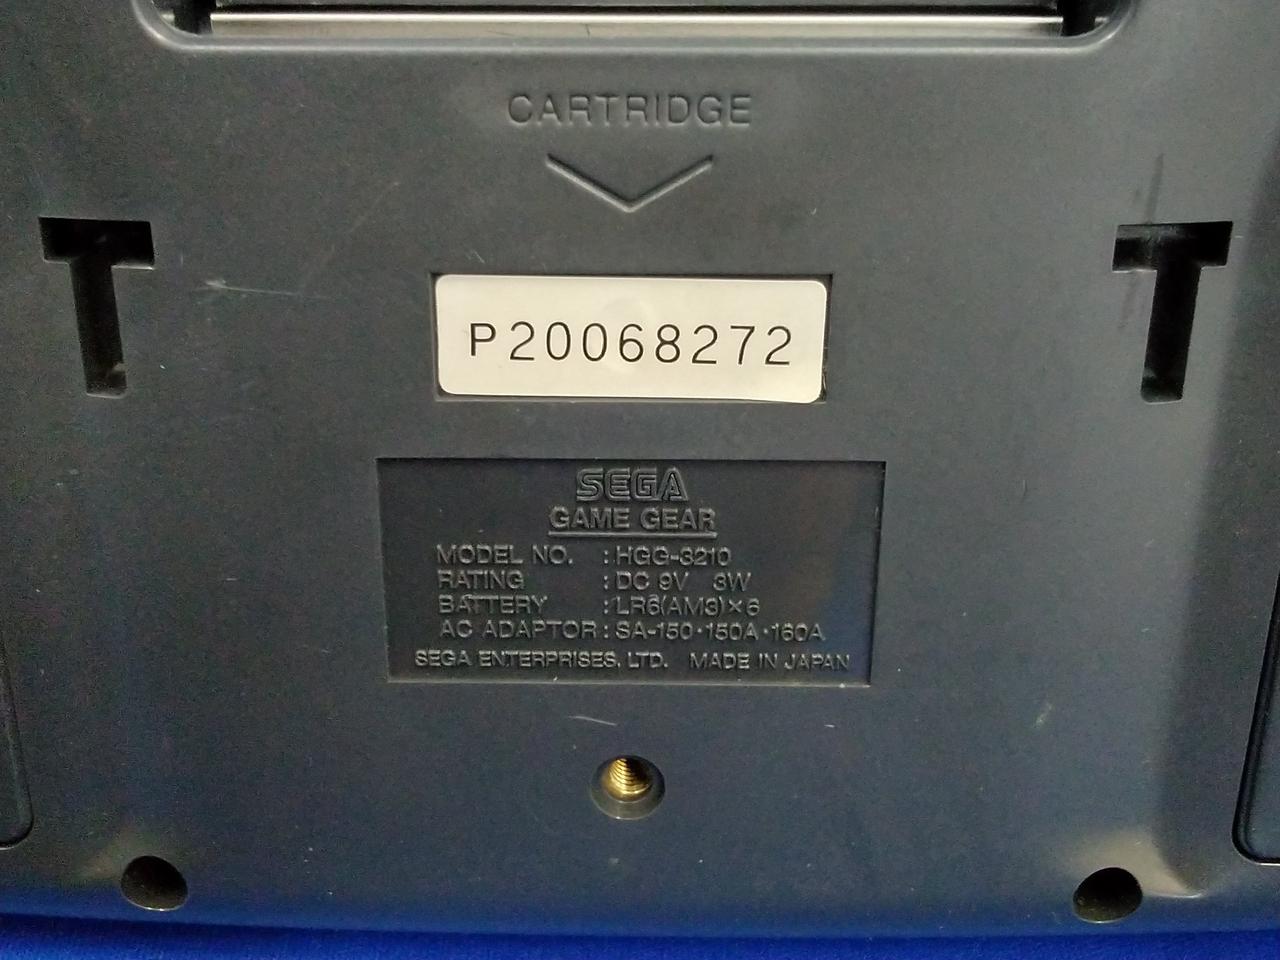 CARTRIDGE
P20068272
SEGA
GAME GEAR
MODEL NO. : HGG-3210
RATING : DC 9V 3W
BATTERY : LR6(AM3)×6
AC ADAPTOR : SA-150·150A·160A
SEGA ENTERPRISES, LTD. MADE IN JAPAN